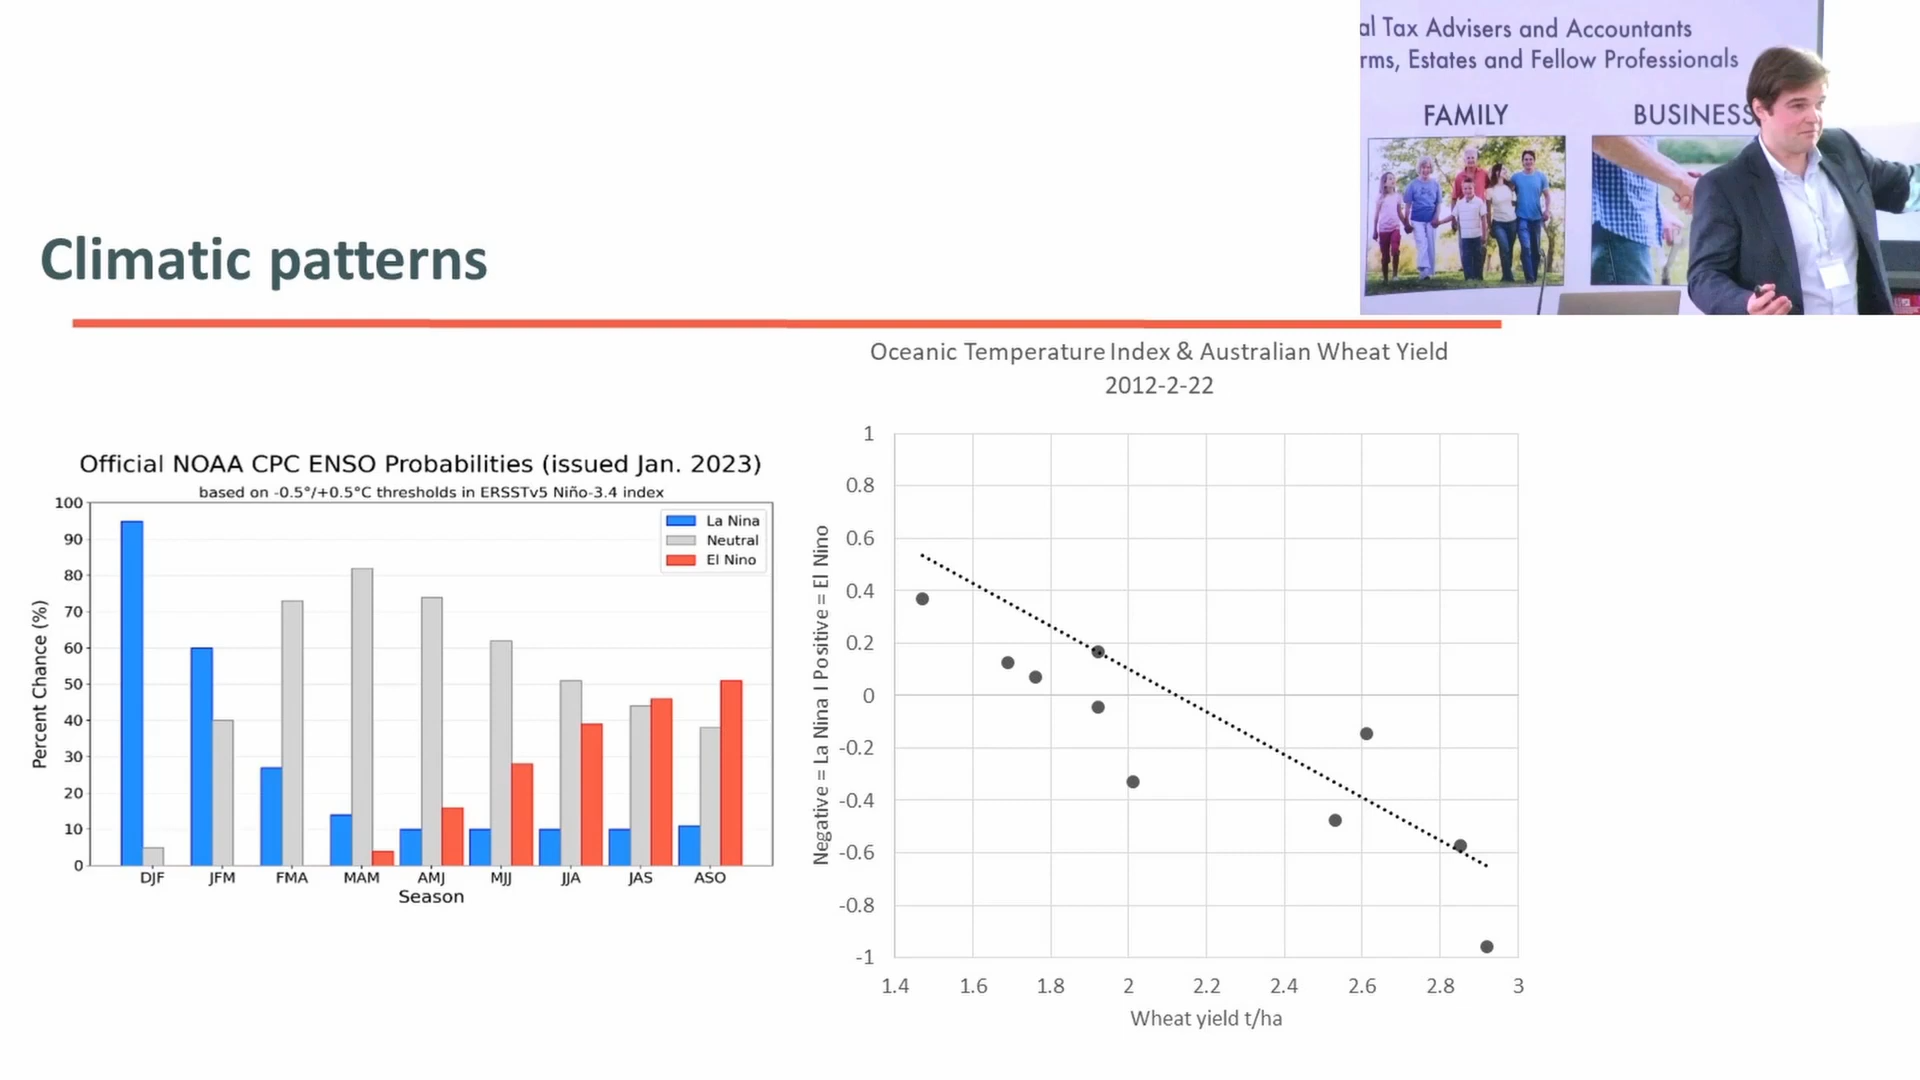 al Tax Advisers and Accountants
rms, Estates and Fellow Professionals
FAMILY
BUSINESS
Climatic patterns
Official NOAA CPC ENSO Probabilities (issued Jan. 2023)
based on -0.5°/+0.5°C thresholds in ERSSTv5 Niño-3.4 index
La Nina
Neutral
El Nino
Percent Chance (%)
100
90
80
70
60
50
40
30
20
10
0
DJF JFM FMA MAM AMJ MJJ JJA JAS ASO
Season
Oceanic Temperature Index & Australian Wheat Yield
2012-2-22
Negative = La Nina I Positive = El Nino
1
0.8
0.6
0.4
0.2
0
-0.2
-0.4
-0.6
-0.8
-1
1.4 1.6 1.8 2 2.2 2.4 2.6 2.8 3
Wheat yield t/ha